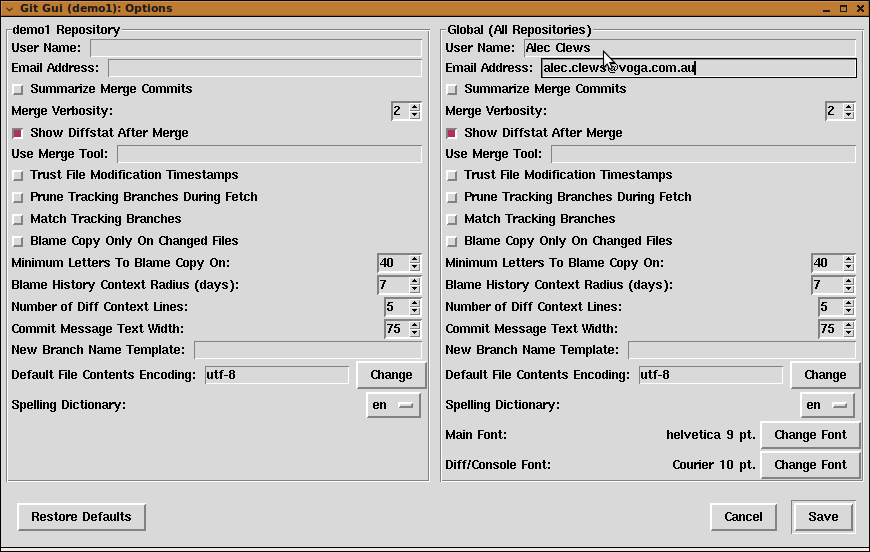 Git Gui (demo1): Options
demo1 Repository
User Name:
Email Address:
Summarize Merge Commits
Merge Verbosity: 2
Show Diffstat After Merge
Use Merge Tool:
Trust File Modification Timestamps
Prune Tracking Branches During Fetch
Match Tracking Branches
Blame Copy Only On Changed Files
Minimum Letters To Blame Copy On: 40
Blame History Context Radius (days): 7
Number of Diff Context Lines: 5
Commit Message Text Width: 75
New Branch Name Template:
Default File Contents Encoding: utf-8 Change
Spelling Dictionary: en
Global (All Repositories)
User Name: Alec Clews
Email Address: alec.clews@voga.com.au
Summarize Merge Commits
Merge Verbosity: 2
Show Diffstat After Merge
Use Merge Tool:
Trust File Modification Timestamps
Prune Tracking Branches During Fetch
Match Tracking Branches
Blame Copy Only On Changed Files
Minimum Letters To Blame Copy On: 40
Blame History Context Radius (days): 7
Number of Diff Context Lines: 5
Commit Message Text Width: 75
New Branch Name Template:
Default File Contents Encoding: utf-8 Change
Spelling Dictionary: en
Main Font: helvetica 9 pt. Change Font
Diff/Console Font: Courier 10 pt. Change Font
Restore Defaults Cancel Save